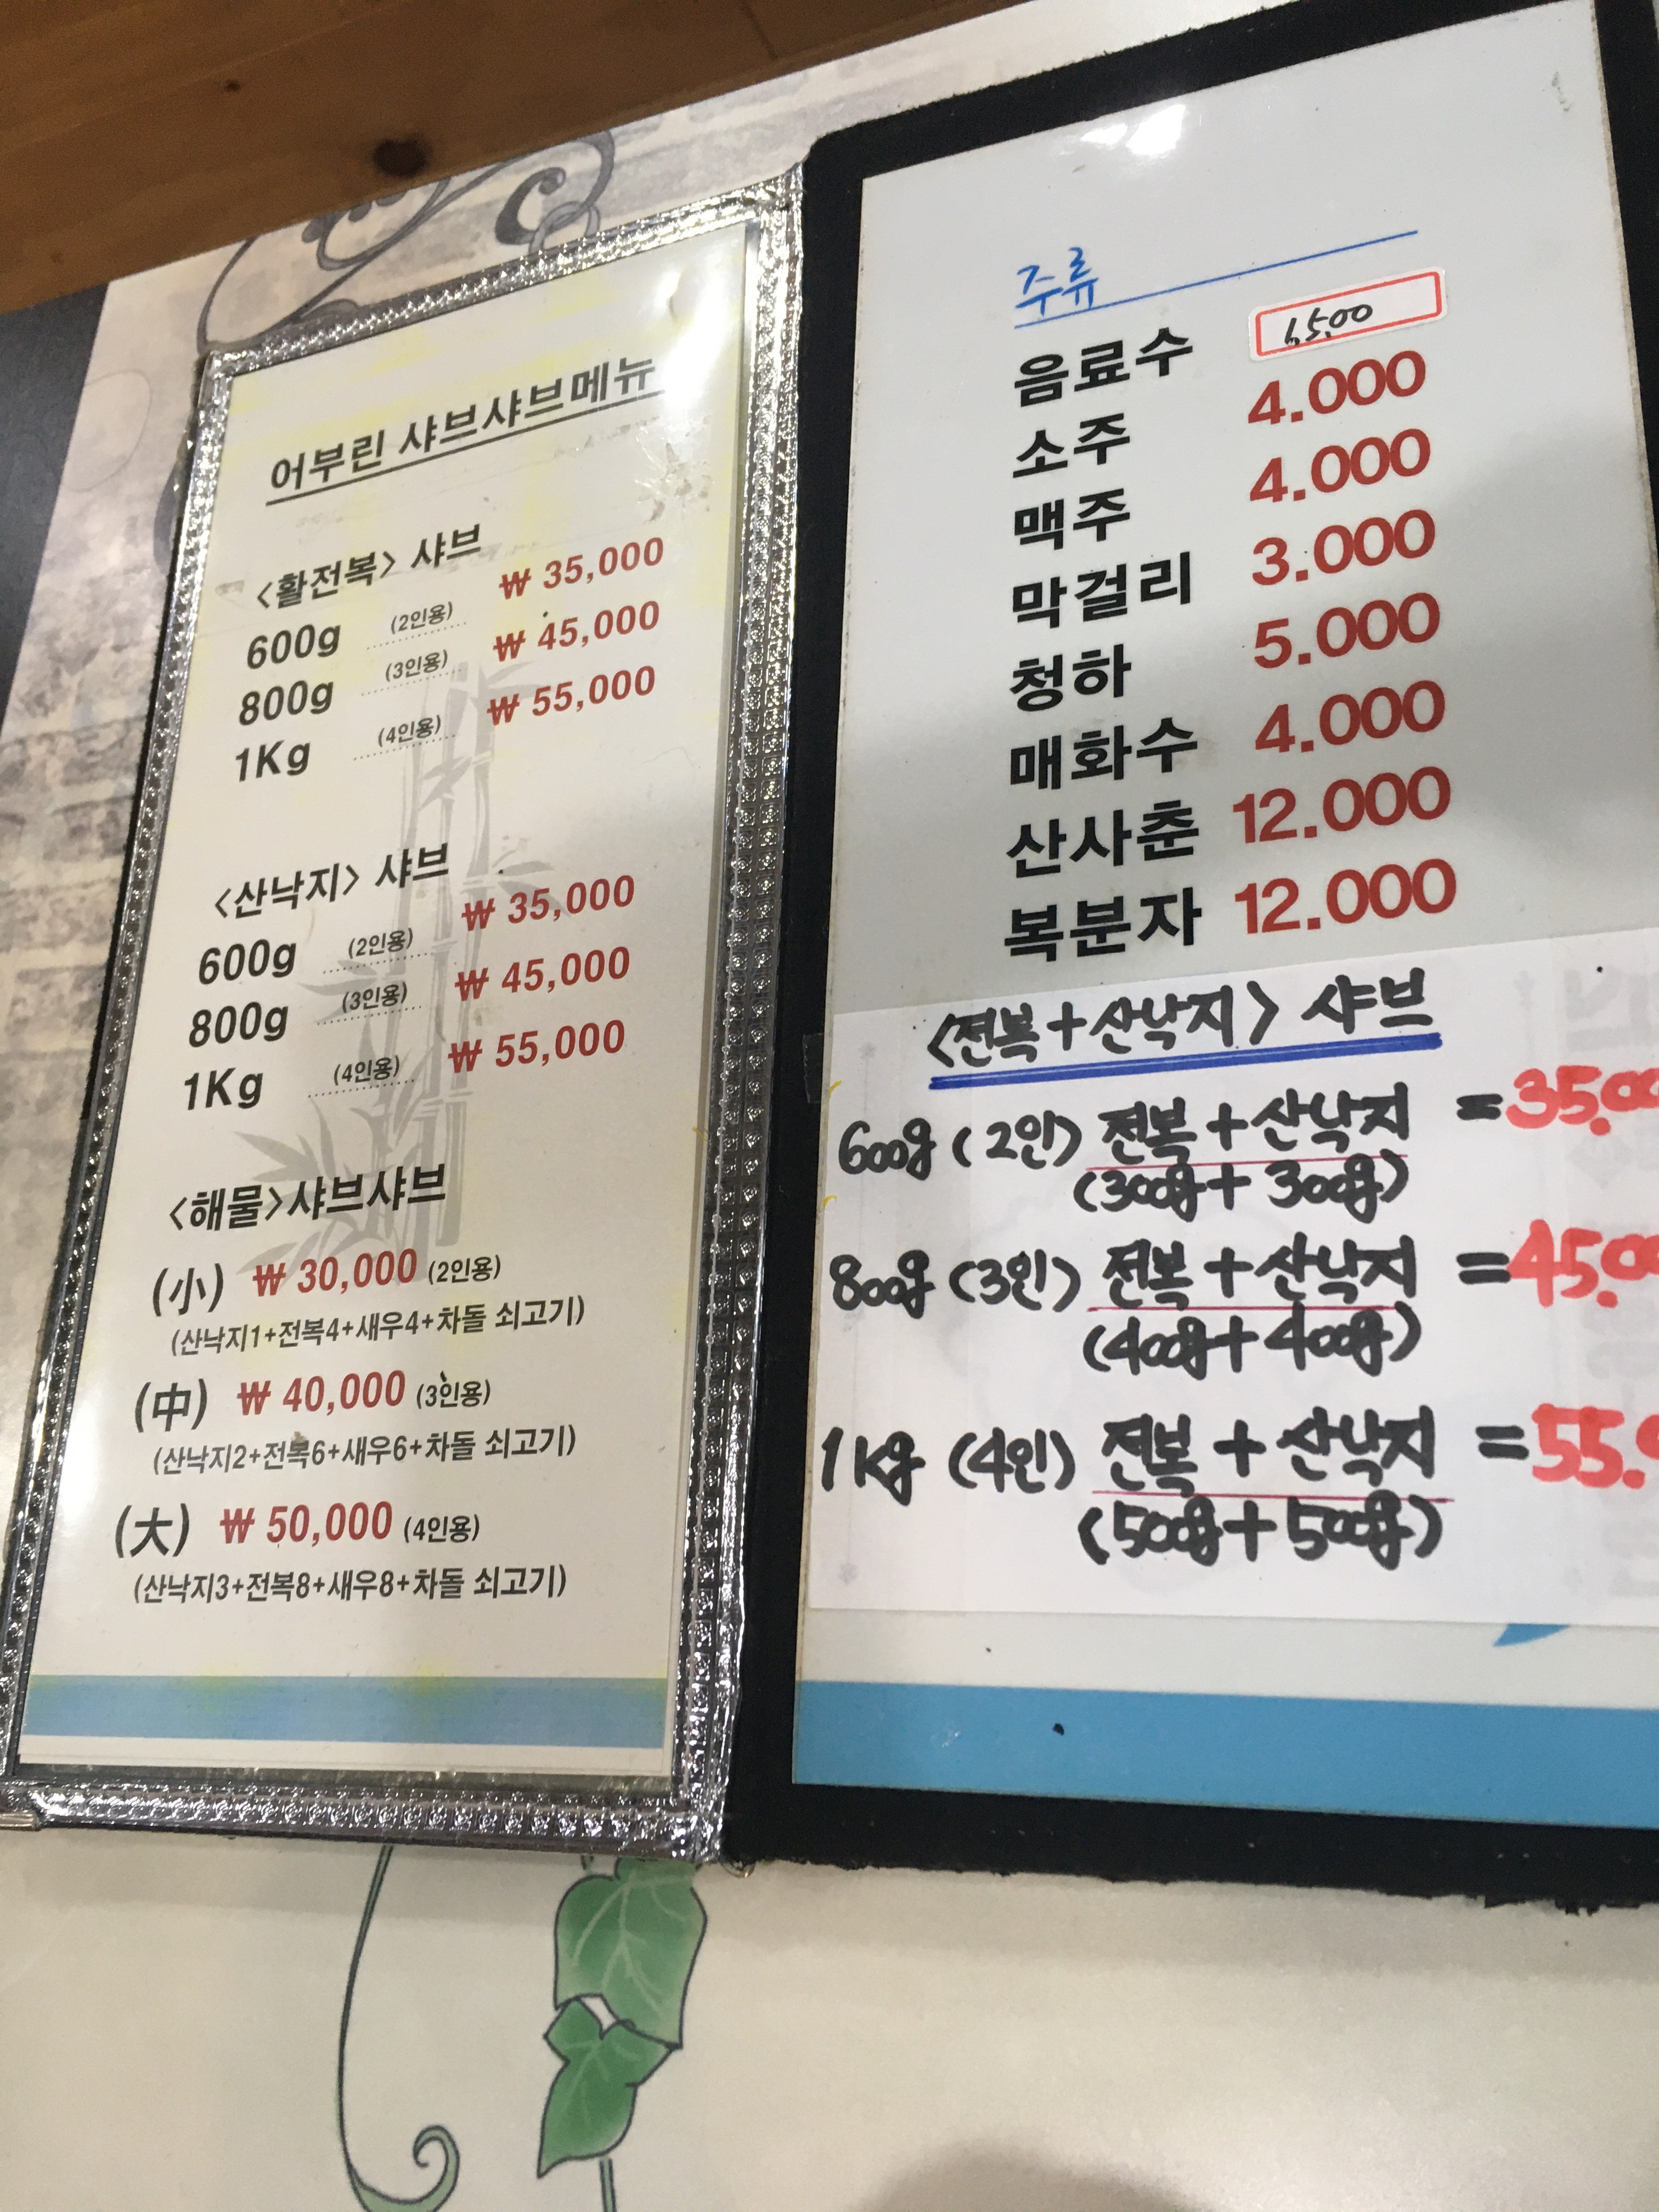 어부린 샤브샤브메뉴
<활전복> 샤브
600g (2인용) ₩ 35,000
800g (3인용) ₩ 45,000
1Kg (4인용) ₩ 55,000
<산낙지> 샤브
600g (2인용) ₩ 35,000
800g (3인용) ₩ 45,000
1Kg (4인용) ₩ 55,000
<해물>샤브샤브
(小) ₩ 30,000 (2인용)
(산낙지1+전복4+새우4+차돌 쇠고기)
(中) ₩ 40,000 (3인용)
(산낙지2+전복6+새우6+차돌 쇠고기)
(大) ₩ 50,000 (4인용)
(산낙지3+전복8+새우8+차돌 쇠고기)
주류
음료수
소주 4.000
맥주 4.000
막걸리 3.000
청하 5.000
매화수 4.000
산사춘 12.000
복분자 12.000
<전복+산낙지> 샤브
600g (2인) 전복+산낙지 =35.00
(300g+300g)
800g (3인) 전복+산낙지 =45.00
(400g+400g)
1Kg (4인) 전복+산낙지 =55.
(500g+500g)